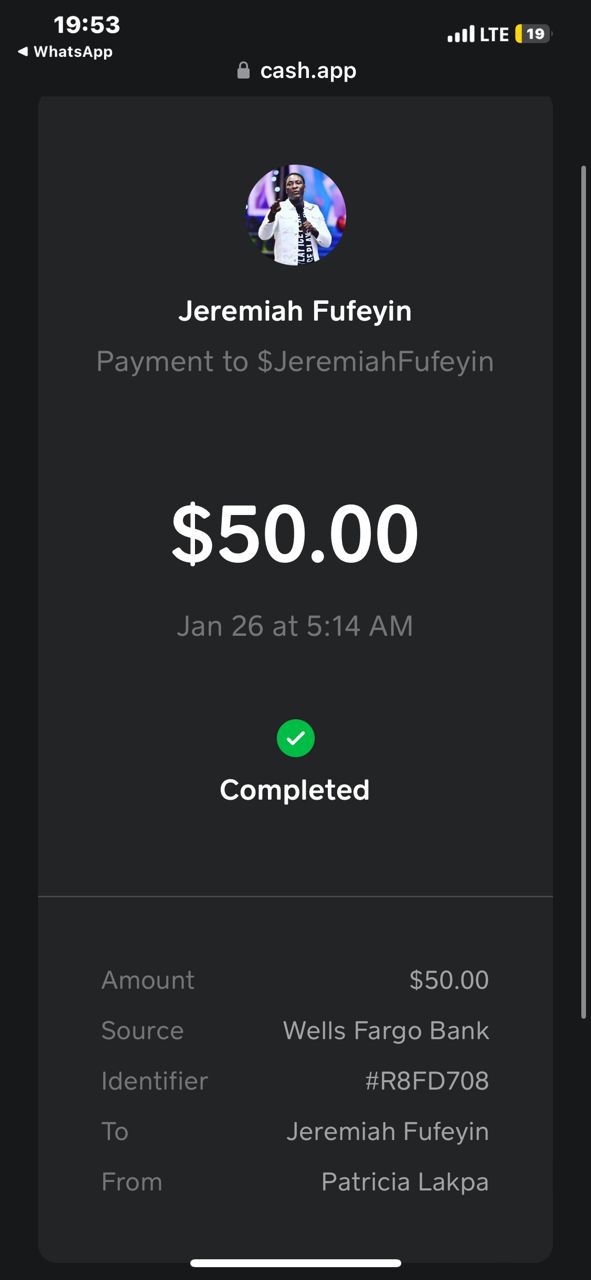 19:53
LTE
19
◀ WhatsApp
cash.app
Jeremiah Fufeyin
Payment to $JeremiahFufeyin
$50.00
Jan 26 at 5:14 AM
Completed
Amount $50.00
Source Wells Fargo Bank
Identifier #R8FD708
To Jeremiah Fufeyin
From Patricia Lakpa